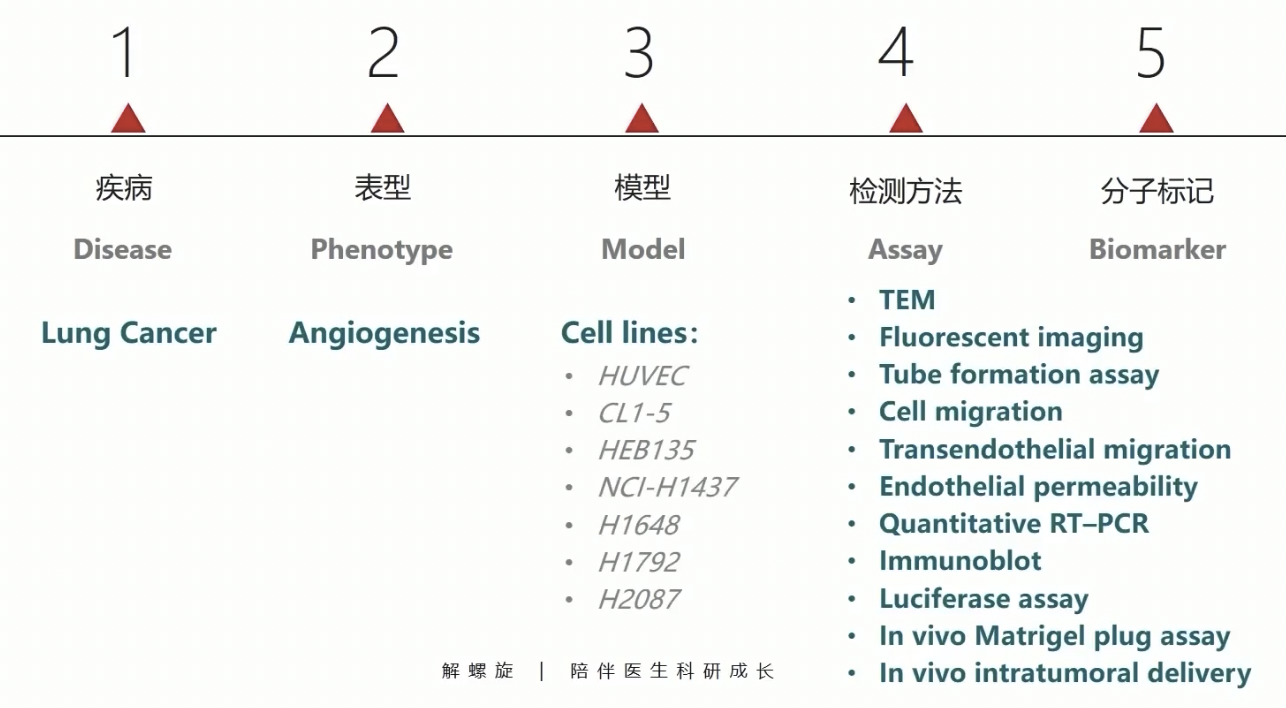 1
2
3
4
5
疾病
表型
模型
检测方法
分子标记
Disease
Phenotype
Model
Assay
Biomarker
Lung Cancer
Angiogenesis
Cell lines：
• HUVEC
• CL1-5
• HEB135
• NCI-H1437
• H1648
• H1792
• H2087
• TEM
• Fluorescent imaging
• Tube formation assay
• Cell migration
• Transendothelial migration
• Endothelial permeability
• Quantitative RT–PCR
• Immunoblot
• Luciferase assay
• In vivo Matrigel plug assay
• In vivo intratumoral delivery
解螺旋 | 陪伴医生科研成长